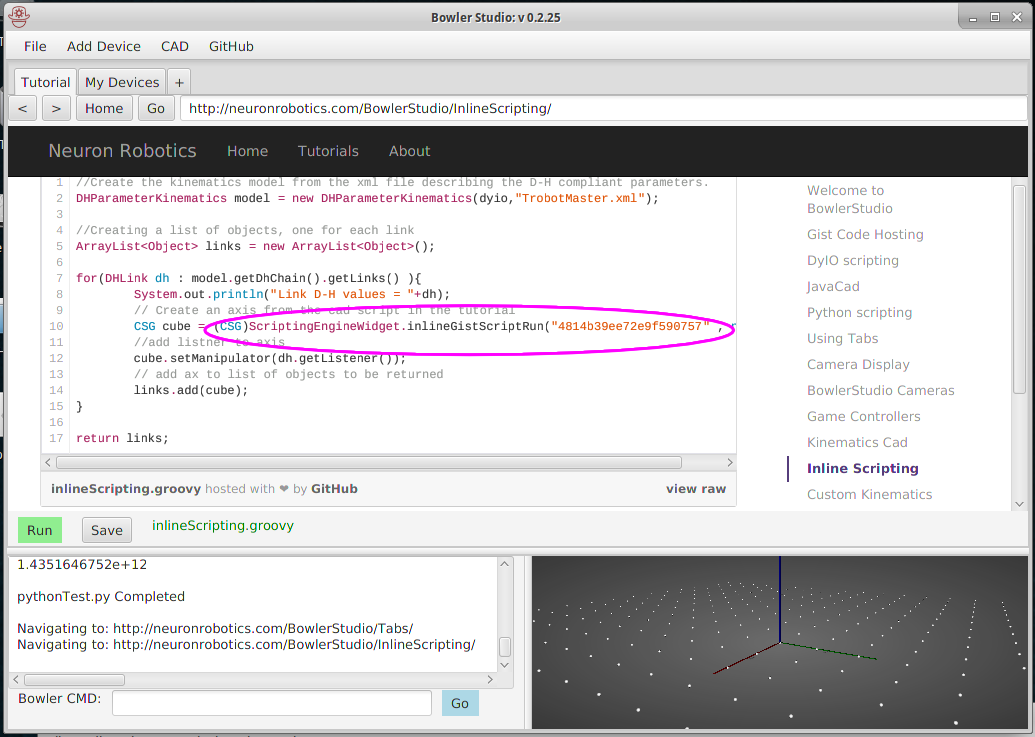 Bowler Studio: v 0.2.25
File Add Device CAD GitHub
Tutorial My Devices +
< > Home Go http://neuronrobotics.com/BowlerStudio/InlineScripting/
Neuron Robotics Home Tutorials About
1 //Create the kinematics model from the xml file describing the D-H compliant parameters.
2 DHParameterKinematics model = new DHParameterKinematics(dyio,"TrobotMaster.xml");
3
4 //Creating a list of objects, one for each link
5 ArrayList<Object> links = new ArrayList<Object>();
6
7 for(DHLink dh : model.getDhChain().getLinks() ){
8 System.out.println("Link D-H values = "+dh);
9 // Create an axis from the cad script in the tutorial
10 CSG cube = (CSG)ScriptingEngineWidget.inlineGistScriptRun("4814b39ee72e9f590757" ,
11 //add listner to axis
12 cube.setManipulator(dh.getListener());
13 // add ax to list of objects to be returned
14 links.add(cube);
15 }
16
17 return links;
inlineScripting.groovy hosted with ❤ by GitHub view raw
Welcome to
BowlerStudio
Gist Code Hosting
DyIO scripting
JavaCad
Python scripting
Using Tabs
Camera Display
BowlerStudio Cameras
Game Controllers
Kinematics Cad
Inline Scripting
Custom Kinematics
Run Save inlineScripting.groovy
1.4351646752e+12
pythonTest.py Completed
Navigating to: http://neuronrobotics.com/BowlerStudio/Tabs/
Navigating to: http://neuronrobotics.com/BowlerStudio/InlineScripting/
Bowler CMD: Go